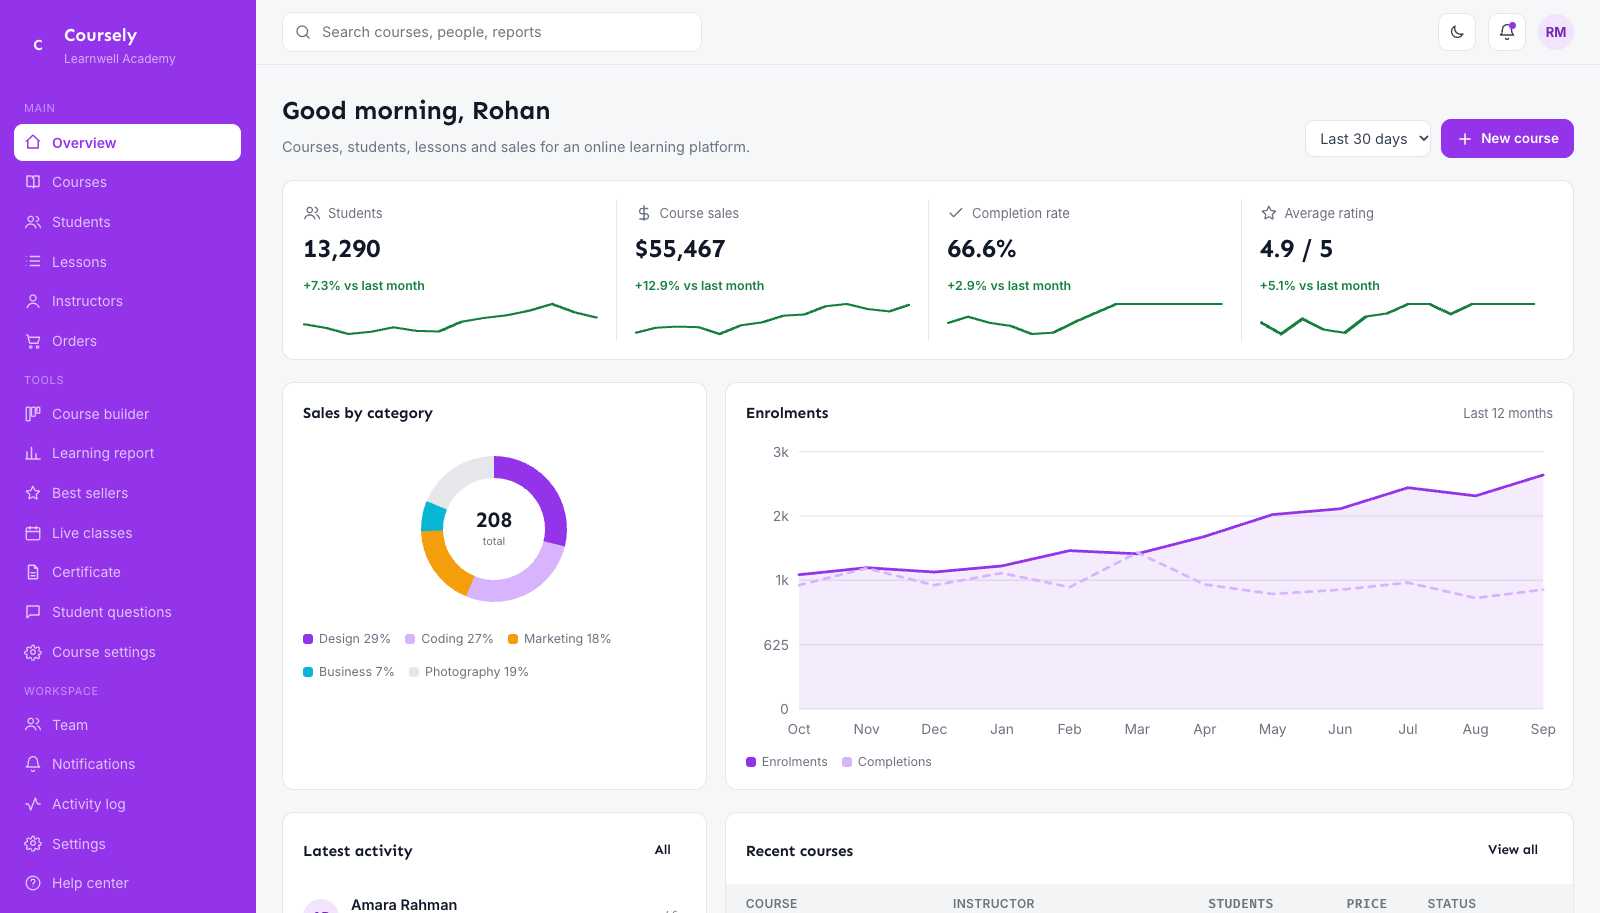 C
Coursely
Learnwell Academy
MAIN
Overview
Courses
Students
Lessons
Instructors
Orders
TOOLS
Course builder
Learning report
Best sellers
Live classes
Certificate
Student questions
Course settings
WORKSPACE
Team
Notifications
Activity log
Settings
Help center
Search courses, people, reports
RM
Good morning, Rohan
Courses, students, lessons and sales for an online learning platform.
Last 30 days
New course
Students
13,290
+7.3% vs last month
Course sales
$55,467
+12.9% vs last month
Completion rate
66.6%
+2.9% vs last month
Average rating
4.9 / 5
+5.1% vs last month
Sales by category
208
total
Design 29% Coding 27% Marketing 18%
Business 7% Photography 19%
Enrolments
Last 12 months
3k
2k
1k
625
0
Oct Nov Dec Jan Feb Mar Apr May Jun Jul Aug Sep
Enrolments Completions
Latest activity
All
Amara Rahman
Recent courses
View all
COURSE INSTRUCTOR STUDENTS PRICE STATUS